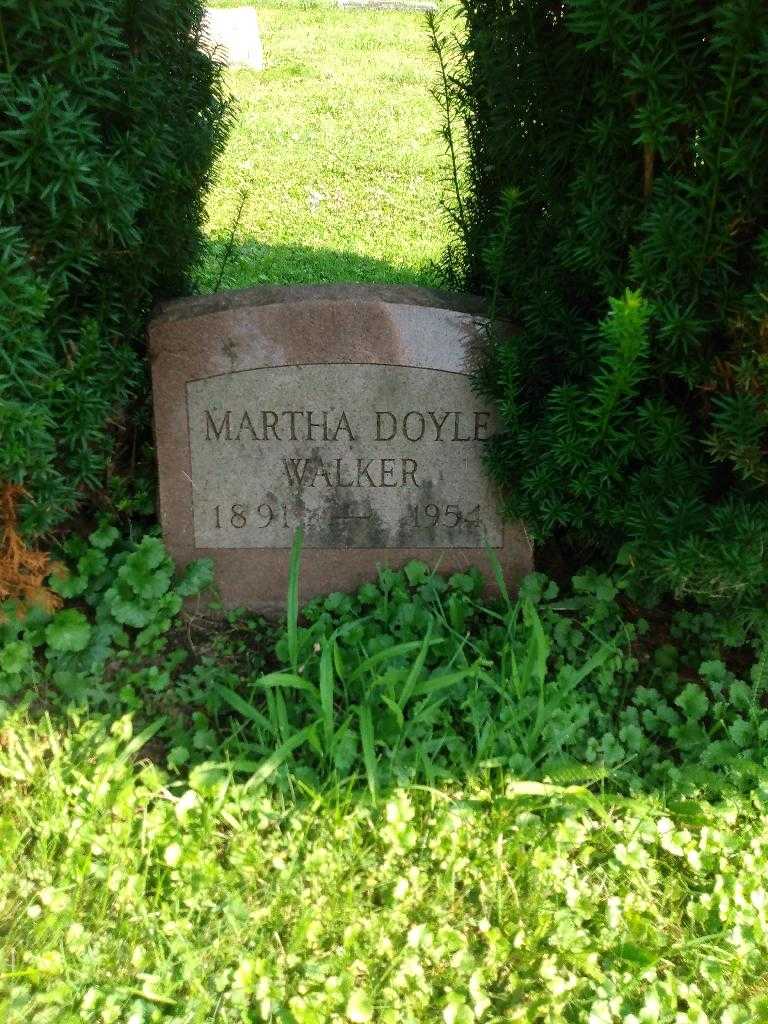 MARTHA DOYLE
WALKER
1891 — 1954